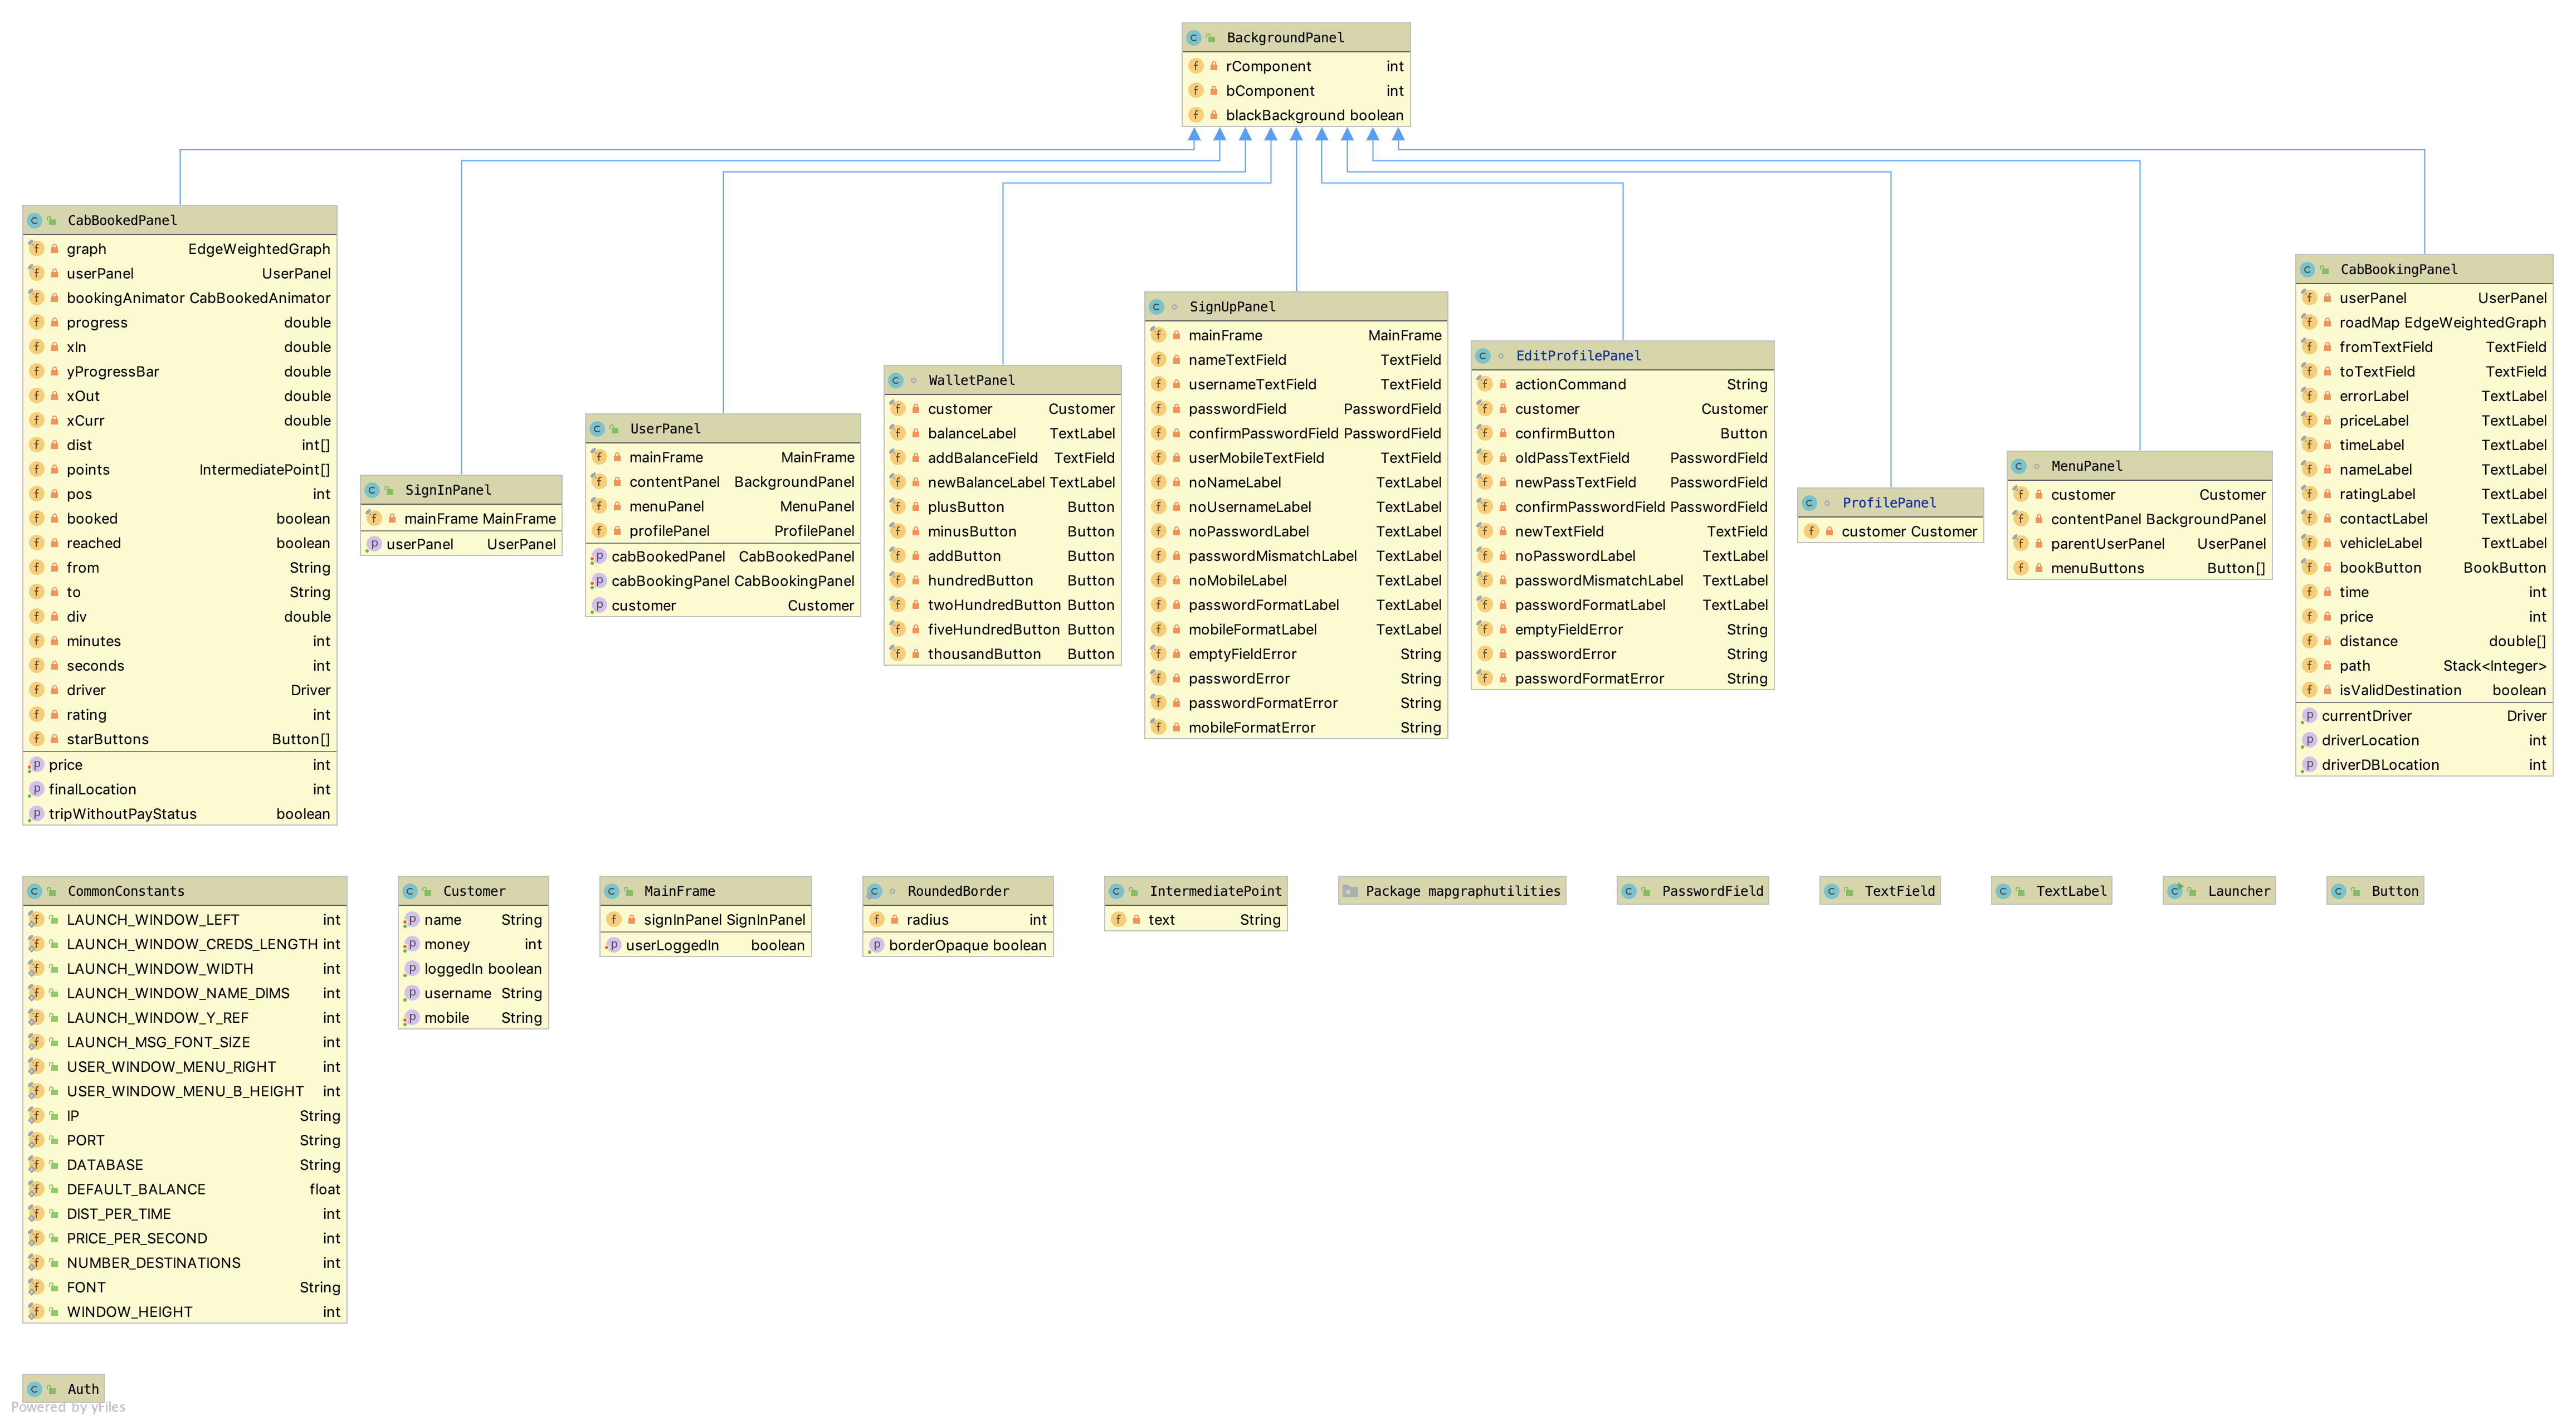 BackgroundPanel
rComponent int
bComponent int
blackBackground boolean
CabBookedPanel
graph EdgeWeightedGraph
userPanel UserPanel
bookingAnimator CabBookedAnimator
progress double
xIn double
yProgressBar double
xOut double
xCurr double
dist int[]
points IntermediatePoint[]
pos int
booked boolean
reached boolean
from String
to String
div double
minutes int
seconds int
driver Driver
rating int
starButtons Button[]
price int
finalLocation int
tripWithoutPayStatus boolean
SignInPanel
mainFrame MainFrame
userPanel UserPanel
UserPanel
mainFrame MainFrame
contentPanel BackgroundPanel
menuPanel MenuPanel
profilePanel ProfilePanel
cabBookedPanel CabBookedPanel
cabBookingPanel CabBookingPanel
customer Customer
WalletPanel
customer Customer
balanceLabel TextLabel
addBalanceField TextField
newBalanceLabel TextLabel
plusButton Button
minusButton Button
addButton Button
hundredButton Button
twoHundredButton Button
fiveHundredButton Button
thousandButton Button
SignUpPanel
mainFrame MainFrame
nameTextField TextField
usernameTextField TextField
passwordField PasswordField
confirmPasswordField PasswordField
userMobileTextField TextField
noNameLabel TextLabel
noUsernameLabel TextLabel
noPasswordLabel TextLabel
passwordMismatchLabel TextLabel
noMobileLabel TextLabel
passwordFormatLabel TextLabel
mobileFormatLabel TextLabel
emptyFieldError String
passwordError String
passwordFormatError String
mobileFormatError String
EditProfilePanel
actionCommand String
customer Customer
confirmButton Button
oldPassTextField PasswordField
newPassTextField PasswordField
confirmPasswordField PasswordField
newTextField TextField
noPasswordLabel TextLabel
passwordMismatchLabel TextLabel
passwordFormatLabel TextLabel
emptyFieldError String
passwordError String
passwordFormatError String
ProfilePanel
customer Customer
MenuPanel
customer Customer
contentPanel BackgroundPanel
parentUserPanel UserPanel
menuButtons Button[]
CabBookingPanel
userPanel UserPanel
roadMap EdgeWeightedGraph
fromTextField TextField
toTextField TextField
errorLabel TextLabel
priceLabel TextLabel
timeLabel TextLabel
nameLabel TextLabel
ratingLabel TextLabel
contactLabel TextLabel
vehicleLabel TextLabel
bookButton BookButton
time int
price int
distance double[]
path Stack<Integer>
isValidDestination boolean
currentDriver Driver
driverLocation int
driverDBLocation int
CommonConstants
LAUNCH_WINDOW_LEFT int
LAUNCH_WINDOW_CREDS_LENGTH int
LAUNCH_WINDOW_WIDTH int
LAUNCH_WINDOW_NAME_DIMS int
LAUNCH_WINDOW_Y_REF int
LAUNCH_MSG_FONT_SIZE int
USER_WINDOW_MENU_RIGHT int
USER_WINDOW_MENU_B_HEIGHT int
IP String
PORT String
DATABASE String
DEFAULT_BALANCE float
DIST_PER_TIME int
PRICE_PER_SECOND int
NUMBER_DESTINATIONS int
FONT String
WINDOW_HEIGHT int
Customer
name String
money int
loggedIn boolean
username String
mobile String
MainFrame
signInPanel SignInPanel
userLoggedIn boolean
RoundedBorder
radius int
borderOpaque boolean
IntermediatePoint
text String
Package mapgraphutilities
PasswordField
TextField
TextLabel
Launcher
Button
Auth
Powered by yFiles